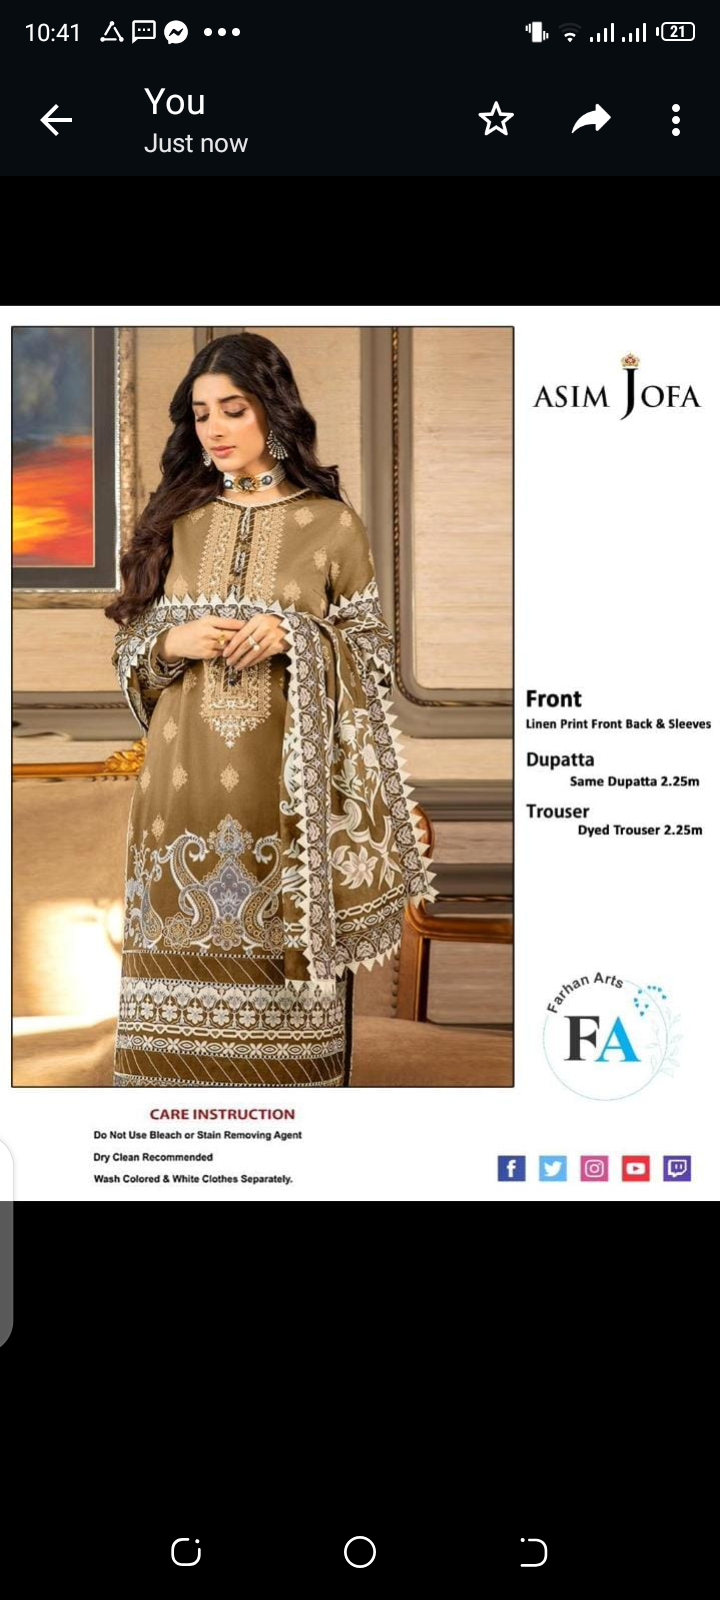 10:41
21
You
Just now
ASIM JOFA
Front
Linen Print Front Back & Sleeves
Dupatta
Same Dupatta 2.25m
Trouser
Dyed Trouser 2.25m
Farhan Arts
FA
CARE INSTRUCTION
Do Not Use Bleach or Stain Removing Agent
Dry Clean Recommended
Wash Colored & White Clothes Separately.